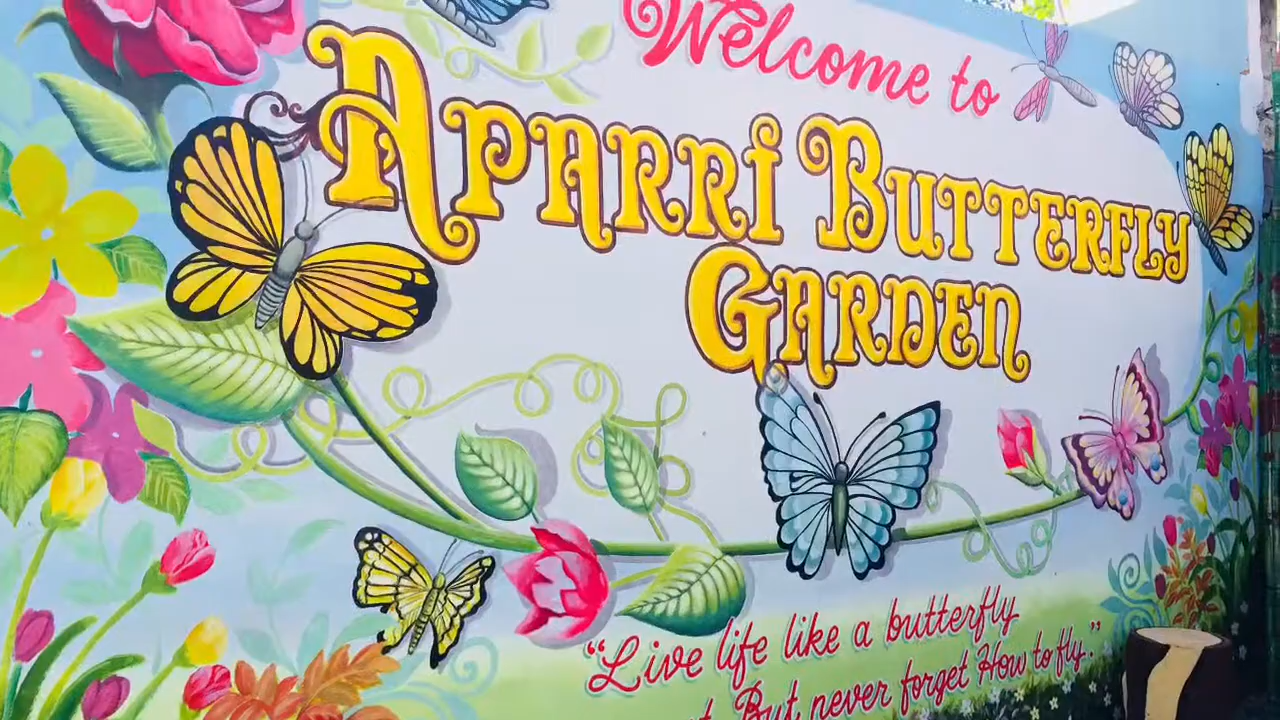 Welcome to
APARRI BUTTERFLY
GARDEN
“Live life like a butterfly
But never forget How to fly.”